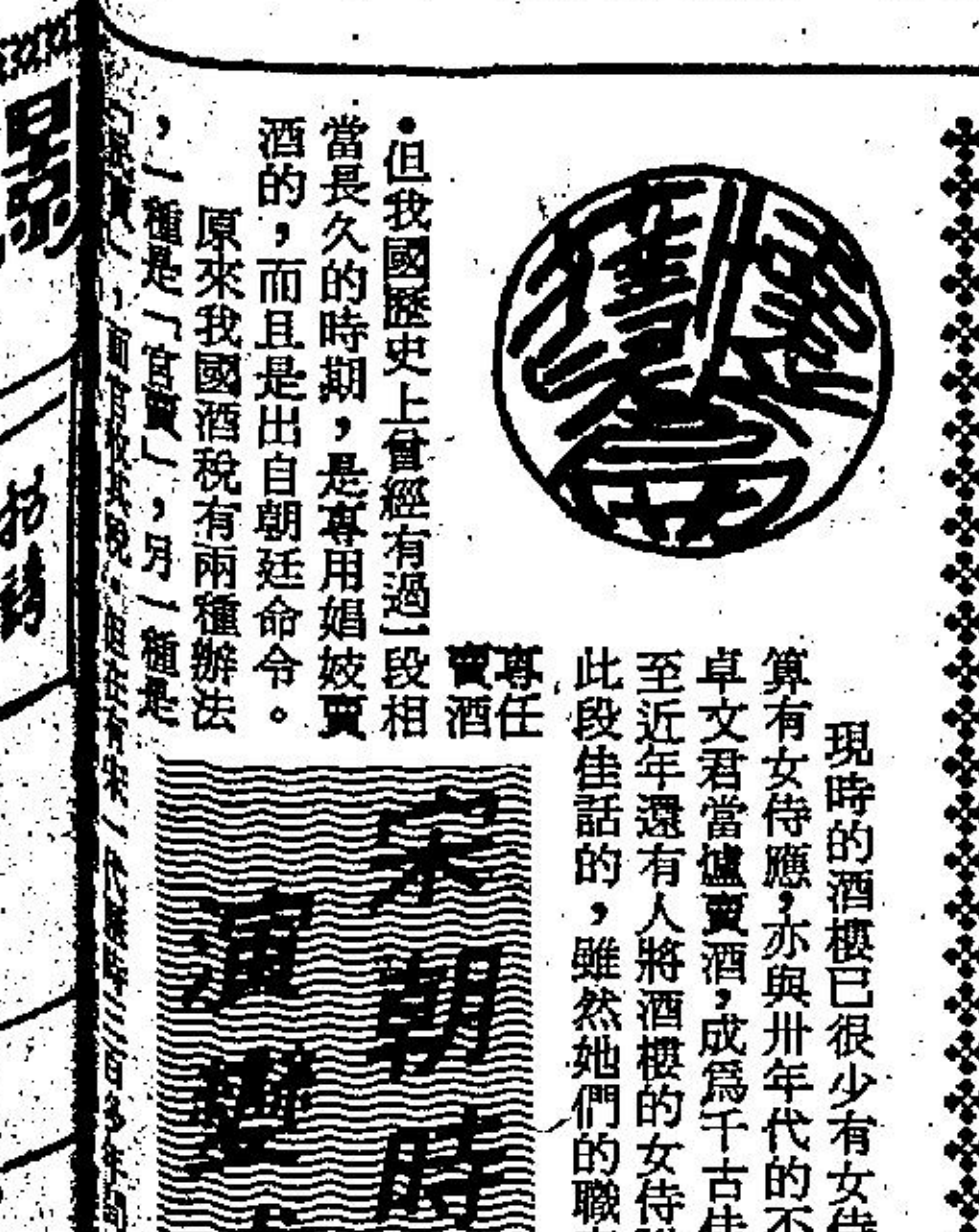 現時的酒樓已很少有女侍
算有女侍應，亦與卅年代的不
卓文君當爐賣酒，成爲千古佳
至近年還有人將酒樓的女侍
此段佳話的，雖然她們的職
專任
賣酒
宋朝時
演變
•但我國歷史上曾經有過一段相
當長久的時期，是專用娼妓賣
酒的，而且是出自朝廷命令。
原來我國酒稅有兩種辦法
，一種是「官賣」，另一種是
「民賣」，而官收其稅。但在有宋一代歷時三百多年間